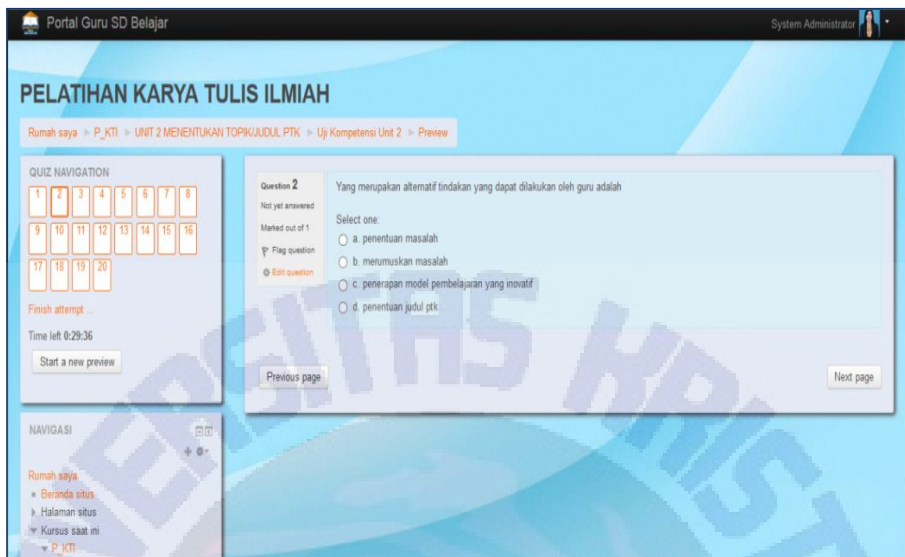 Portal Guru SD Belajar
System Administrator
PELATIHAN KARYA TULIS ILMIAH
Rumah saya ► P_KTI ► UNIT 2 MENENTUKAN TOPIK/JUDUL PTK ► Uji Kompetensi Unit 2 ► Preview
QUIZ NAVIGATION
1 2 3 4 5 6 7 8
9 10 11 12 13 14 15 16
17 18 19 20
Finish attempt ...
Time left 0:29:36
Start a new preview
Question 2
Not yet answered
Marked out of 1
Flag question
Edit question
Yang merupakan alternatif tindakan yang dapat dilakukan oleh guru adalah
Select one:
a. penentuan masalah
b. merumuskan masalah
c. penerapan model pembelajaran yang inovatif
d. penentuan judul ptk
Previous page
Next page
NAVIGASI
Rumah saya
Beranda situs
Halaman situs
Kursus saat ini
P_KTI
VERSITAS KRIST